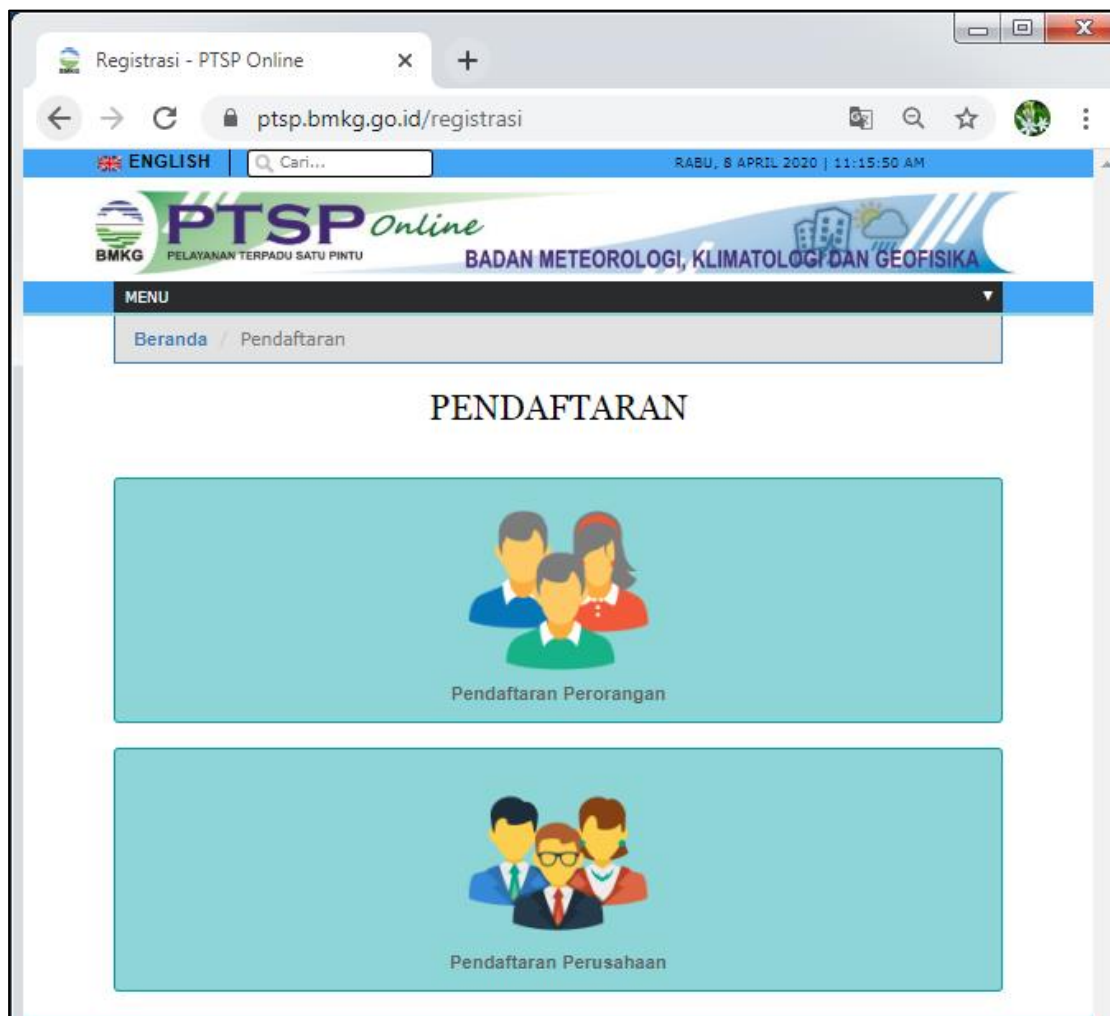 Registrasi - PTSP Online
ptsp.bmkg.go.id/registrasi
ENGLISH Cari... RABU, 8 APRIL 2020 | 11:15:50 AM
BMKG PTSP Online
PELAYANAN TERPADU SATU PINTU
BADAN METEOROLOGI, KLIMATOLOGI DAN GEOFISIKA
MENU
Beranda / Pendaftaran
PENDAFTARAN
Pendaftaran Perorangan
Pendaftaran Perusahaan